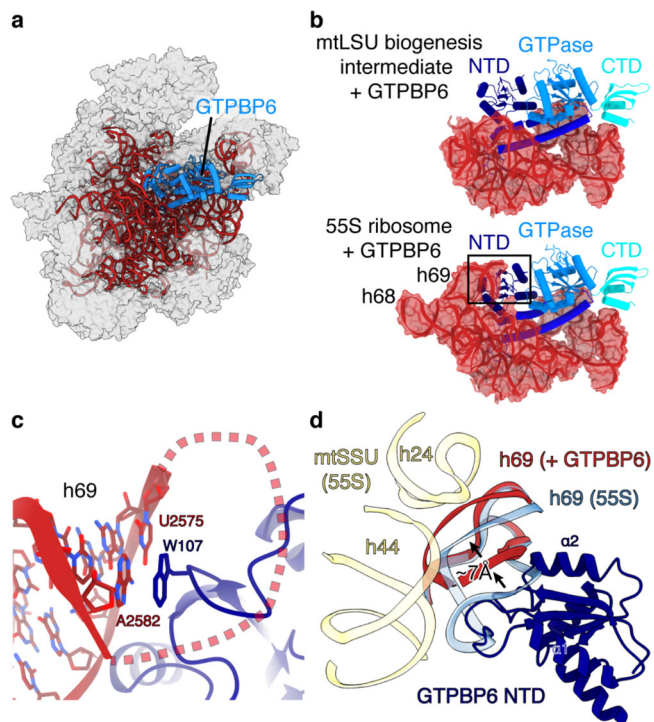 a
GTPBP6
b
mtLSU biogenesis
intermediate
+ GTPBP6
GTPase
NTD
CTD
55S ribosome
+ GTPBP6
GTPase
NTD
CTD
h69
h68
c
h69
U2575
W107
A2582
d
mtSSU
(55S)
h24
h44
h69 (+ GTPBP6)
h69 (55S)
α2
~7Å
α1
GTPBP6 NTD